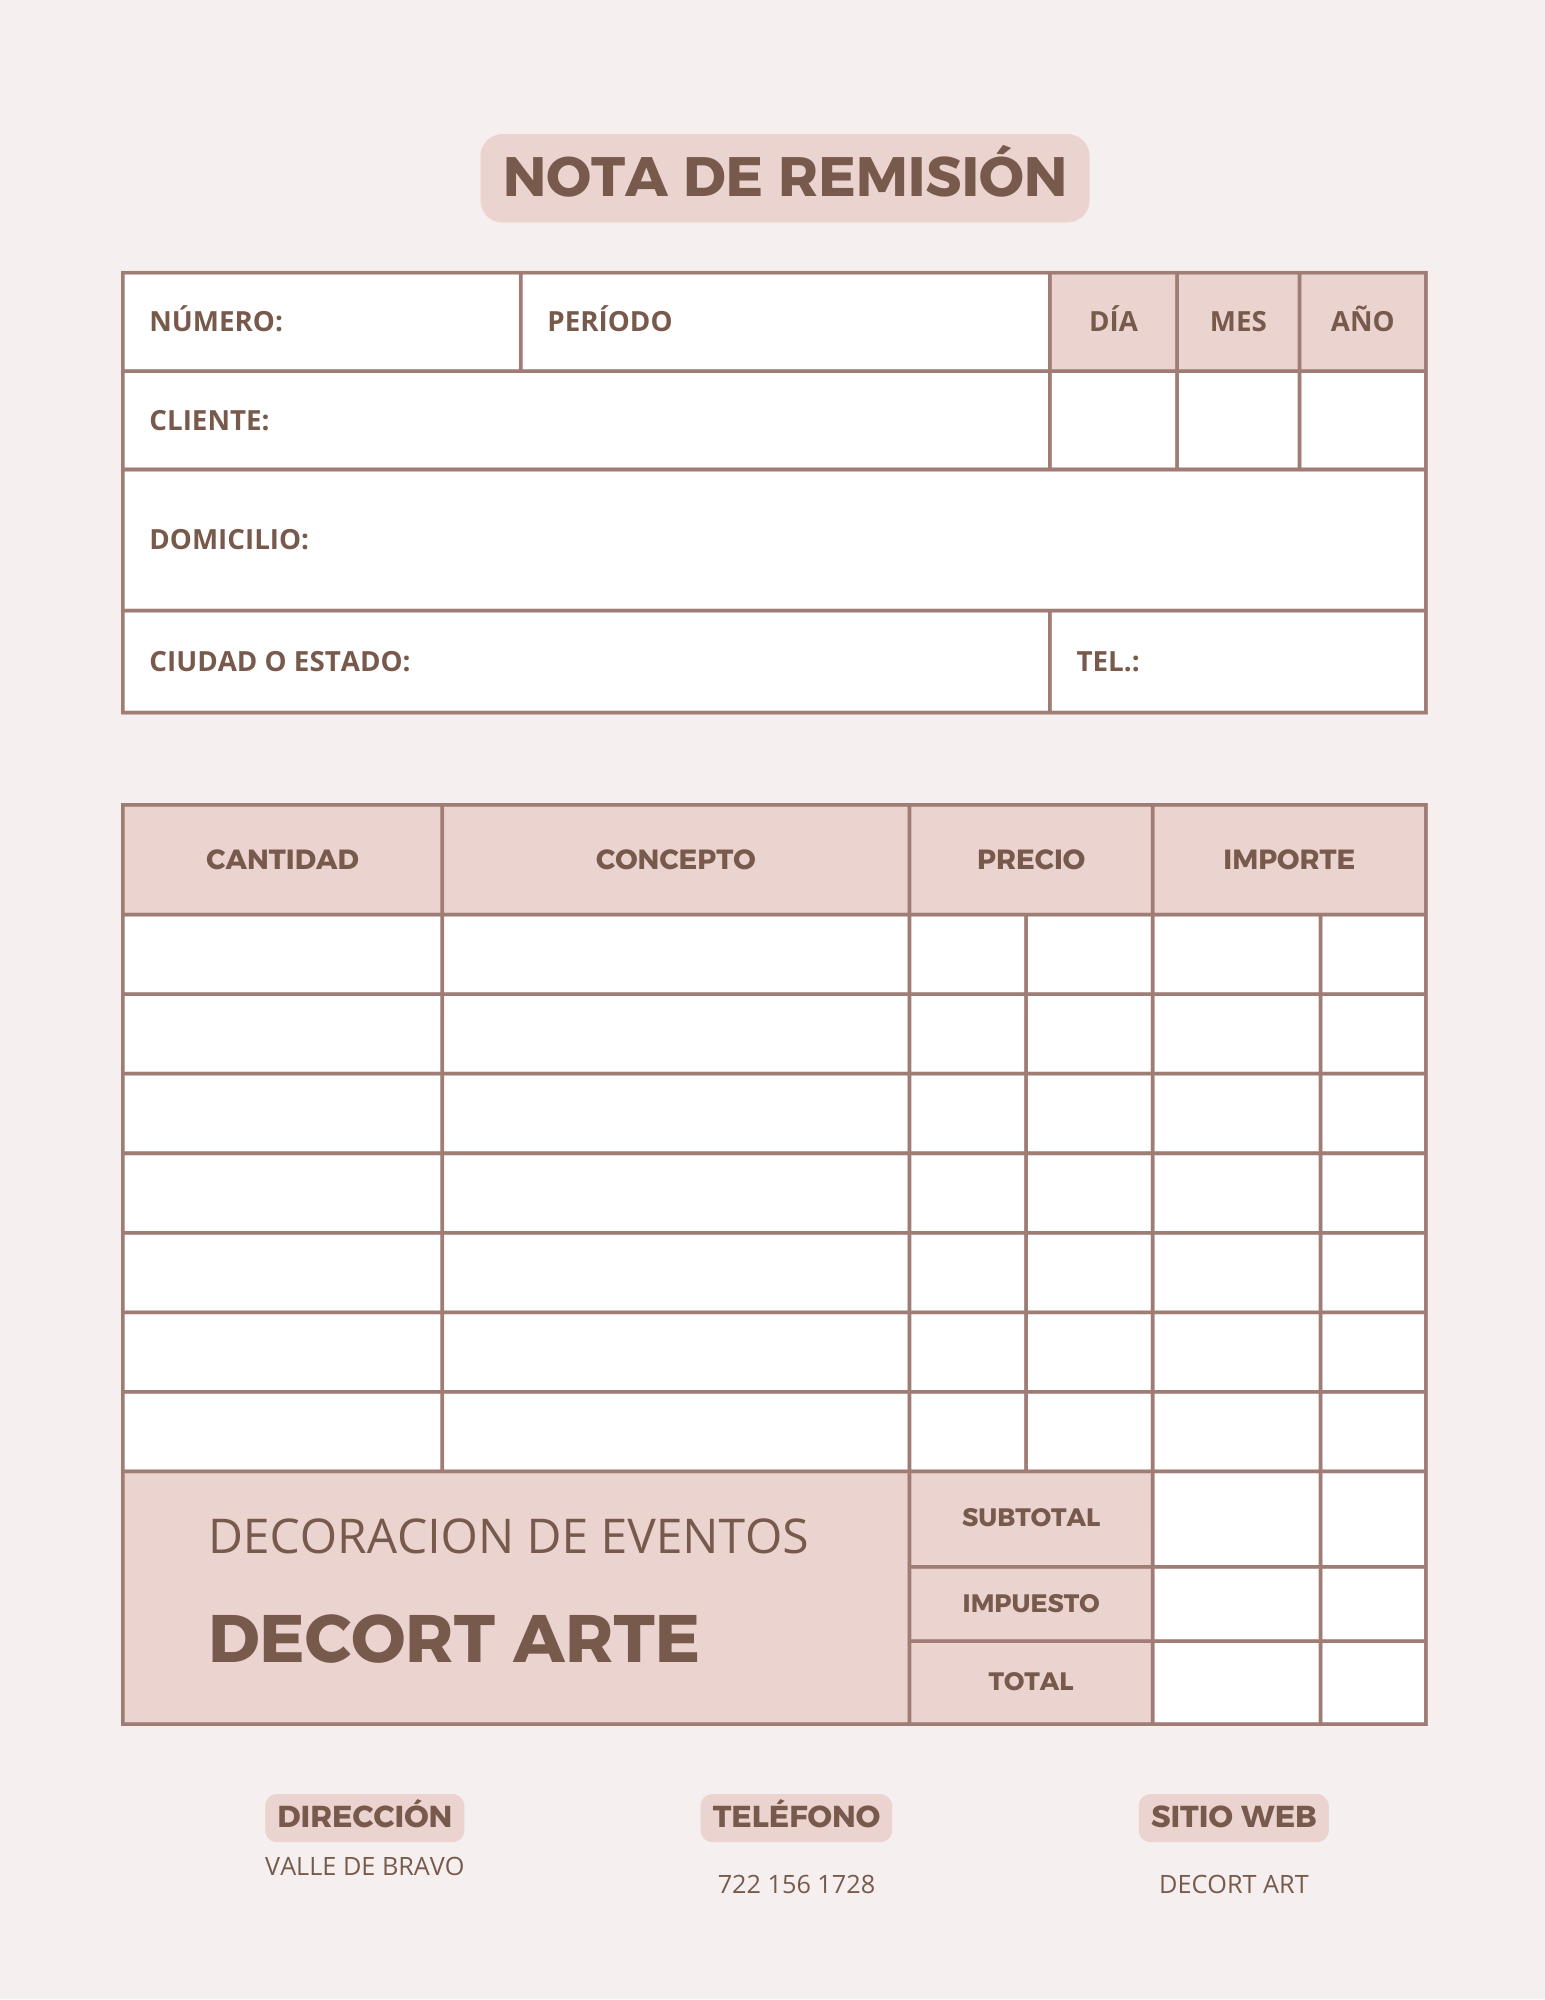 NOTA DE REMISIÓN
NÚMERO: PERÍODO DÍA MES AÑO
CLIENTE:
DOMICILIO:
CIUDAD O ESTADO: TEL.:
CANTIDAD CONCEPTO PRECIO IMPORTE
DECORACION DE EVENTOS
DECORT ARTE
SUBTOTAL
IMPUESTO
TOTAL
DIRECCIÓN
VALLE DE BRAVO
TELÉFONO
722 156 1728
SITIO WEB
DECORT ART